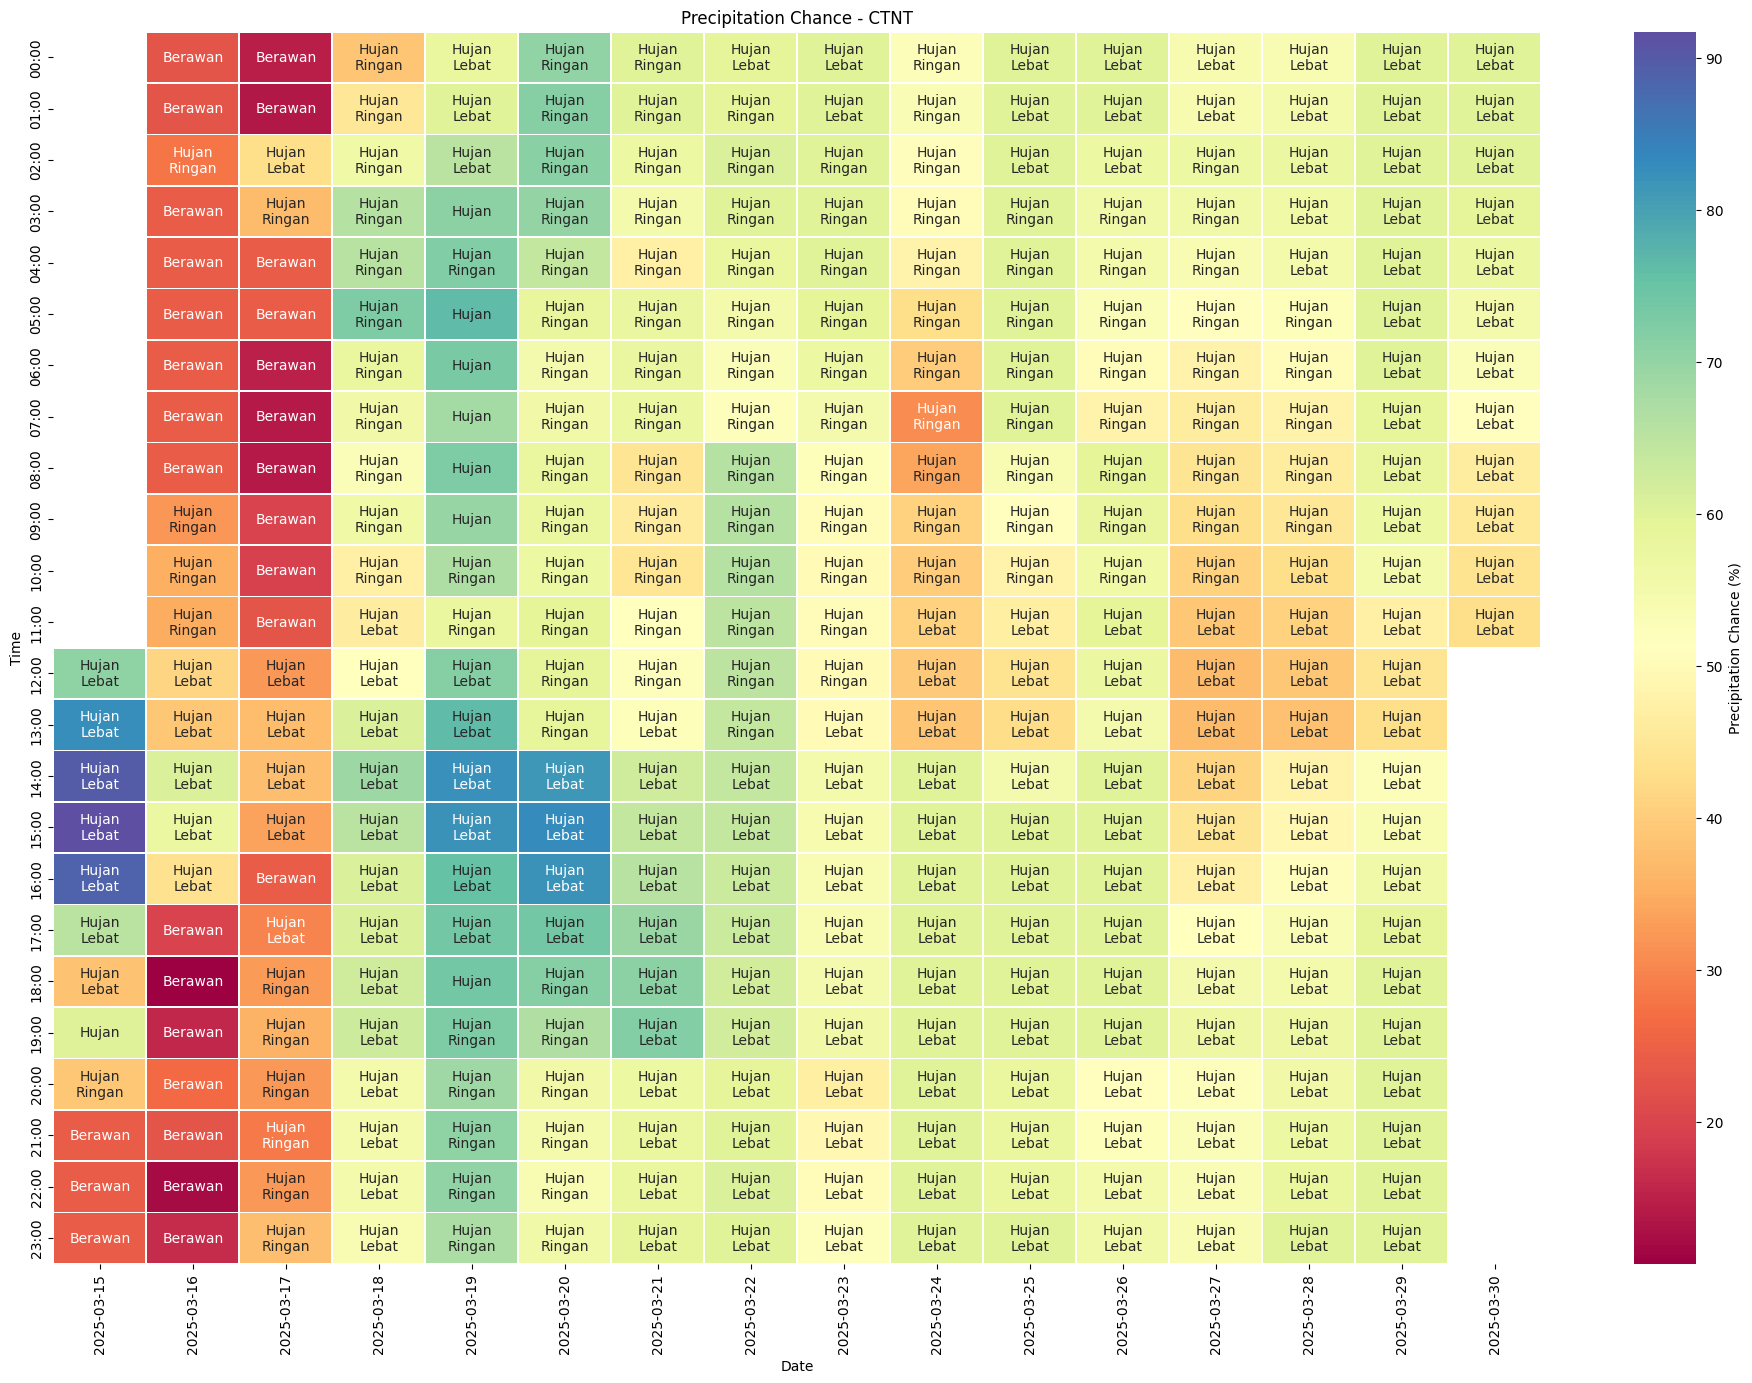 Precipitation Chance - CTNT
00:00 Berawan Berawan Hujan Ringan Hujan Lebat Hujan Ringan Hujan Ringan Hujan Lebat Hujan Lebat Hujan Ringan Hujan Lebat Hujan Lebat Hujan Lebat Hujan Lebat Hujan Lebat Hujan Lebat
01:00 Berawan Berawan Hujan Ringan Hujan Lebat Hujan Ringan Hujan Ringan Hujan Ringan Hujan Lebat Hujan Ringan Hujan Lebat Hujan Lebat Hujan Lebat Hujan Lebat Hujan Lebat Hujan Lebat
02:00 Hujan Ringan Hujan Lebat Hujan Ringan Hujan Lebat Hujan Ringan Hujan Ringan Hujan Ringan Hujan Ringan Hujan Ringan Hujan Lebat Hujan Lebat Hujan Ringan Hujan Lebat Hujan Lebat Hujan Lebat
03:00 Berawan Hujan Ringan Hujan Ringan Hujan Hujan Ringan Hujan Ringan Hujan Ringan Hujan Ringan Hujan Ringan Hujan Ringan Hujan Ringan Hujan Ringan Hujan Lebat Hujan Lebat Hujan Lebat
04:00 Berawan Berawan Hujan Ringan Hujan Ringan Hujan Ringan Hujan Ringan Hujan Ringan Hujan Ringan Hujan Ringan Hujan Ringan Hujan Ringan Hujan Ringan Hujan Lebat Hujan Lebat Hujan Lebat
05:00 Berawan Berawan Hujan Ringan Hujan Hujan Ringan Hujan Ringan Hujan Ringan Hujan Ringan Hujan Ringan Hujan Ringan Hujan Ringan Hujan Ringan Hujan Ringan Hujan Lebat Hujan Lebat
06:00 Berawan Berawan Hujan Ringan Hujan Hujan Ringan Hujan Ringan Hujan Ringan Hujan Ringan Hujan Ringan Hujan Ringan Hujan Ringan Hujan Ringan Hujan Ringan Hujan Lebat Hujan Lebat
07:00 Berawan Berawan Hujan Ringan Hujan Hujan Ringan Hujan Ringan Hujan Ringan Hujan Ringan Hujan Ringan Hujan Ringan Hujan Ringan Hujan Ringan Hujan Ringan Hujan Lebat Hujan Lebat
08:00 Berawan Berawan Hujan Ringan Hujan Hujan Ringan Hujan Ringan Hujan Ringan Hujan Ringan Hujan Ringan Hujan Ringan Hujan Ringan Hujan Ringan Hujan Ringan Hujan Lebat Hujan Lebat
09:00 Hujan Ringan Berawan Hujan Ringan Hujan Hujan Ringan Hujan Ringan Hujan Ringan Hujan Ringan Hujan Ringan Hujan Ringan Hujan Ringan Hujan Ringan Hujan Ringan Hujan Lebat Hujan Lebat
10:00 Hujan Ringan Berawan Hujan Ringan Hujan Ringan Hujan Ringan Hujan Ringan Hujan Ringan Hujan Ringan Hujan Ringan Hujan Ringan Hujan Ringan Hujan Ringan Hujan Lebat Hujan Lebat Hujan Lebat
11:00 Hujan Ringan Berawan Hujan Lebat Hujan Ringan Hujan Ringan Hujan Ringan Hujan Ringan Hujan Ringan Hujan Lebat Hujan Lebat Hujan Lebat Hujan Lebat Hujan Lebat Hujan Lebat Hujan Lebat
12:00 Hujan Lebat Hujan Lebat Hujan Lebat Hujan Lebat Hujan Lebat Hujan Ringan Hujan Ringan Hujan Ringan Hujan Ringan Hujan Lebat Hujan Lebat Hujan Lebat Hujan Lebat Hujan Lebat Hujan Lebat
13:00 Hujan Lebat Hujan Lebat Hujan Lebat Hujan Lebat Hujan Lebat Hujan Ringan Hujan Lebat Hujan Ringan Hujan Lebat Hujan Lebat Hujan Lebat Hujan Lebat Hujan Lebat Hujan Lebat Hujan Lebat
14:00 Hujan Lebat Hujan Lebat Hujan Lebat Hujan Lebat Hujan Lebat Hujan Lebat Hujan Lebat Hujan Lebat Hujan Lebat Hujan Lebat Hujan Lebat Hujan Lebat Hujan Lebat Hujan Lebat Hujan Lebat
15:00 Hujan Lebat Hujan Lebat Hujan Lebat Hujan Lebat Hujan Lebat Hujan Lebat Hujan Lebat Hujan Lebat Hujan Lebat Hujan Lebat Hujan Lebat Hujan Lebat Hujan Lebat Hujan Lebat Hujan Lebat
16:00 Hujan Lebat Hujan Lebat Berawan Hujan Lebat Hujan Lebat Hujan Lebat Hujan Lebat Hujan Lebat Hujan Lebat Hujan Lebat Hujan Lebat Hujan Lebat Hujan Lebat Hujan Lebat Hujan Lebat
17:00 Hujan Lebat Berawan Hujan Lebat Hujan Lebat Hujan Lebat Hujan Lebat Hujan Lebat Hujan Lebat Hujan Lebat Hujan Lebat Hujan Lebat Hujan Lebat Hujan Lebat Hujan Lebat Hujan Lebat
18:00 Hujan Lebat Berawan Hujan Ringan Hujan Lebat Hujan Hujan Ringan Hujan Lebat Hujan Lebat Hujan Lebat Hujan Lebat Hujan Lebat Hujan Lebat Hujan Lebat Hujan Lebat Hujan Lebat
19:00 Hujan Berawan Hujan Ringan Hujan Lebat Hujan Ringan Hujan Ringan Hujan Lebat Hujan Lebat Hujan Lebat Hujan Lebat Hujan Lebat Hujan Lebat Hujan Lebat Hujan Lebat Hujan Lebat
20:00 Hujan Ringan Berawan Hujan Ringan Hujan Lebat Hujan Ringan Hujan Ringan Hujan Lebat Hujan Lebat Hujan Lebat Hujan Lebat Hujan Lebat Hujan Lebat Hujan Lebat Hujan Lebat Hujan Lebat
21:00 Berawan Berawan Hujan Ringan Hujan Lebat Hujan Ringan Hujan Ringan Hujan Lebat Hujan Lebat Hujan Lebat Hujan Lebat Hujan Lebat Hujan Lebat Hujan Lebat Hujan Lebat Hujan Lebat
22:00 Berawan Berawan Hujan Ringan Hujan Lebat Hujan Ringan Hujan Ringan Hujan Lebat Hujan Lebat Hujan Lebat Hujan Lebat Hujan Lebat Hujan Lebat Hujan Lebat Hujan Lebat Hujan Lebat
23:00 Berawan Berawan Hujan Ringan Hujan Lebat Hujan Ringan Hujan Ringan Hujan Lebat Hujan Lebat Hujan Lebat Hujan Lebat Hujan Lebat Hujan Lebat Hujan Lebat Hujan Lebat Hujan Lebat
Time
2025-03-15 2025-03-16 2025-03-17 2025-03-18 2025-03-19 2025-03-20 2025-03-21 2025-03-22 2025-03-23 2025-03-24 2025-03-25 2025-03-26 2025-03-27 2025-03-28 2025-03-29 2025-03-30
Date
90
80
70
60
50
40
30
20
Precipitation Chance (%)